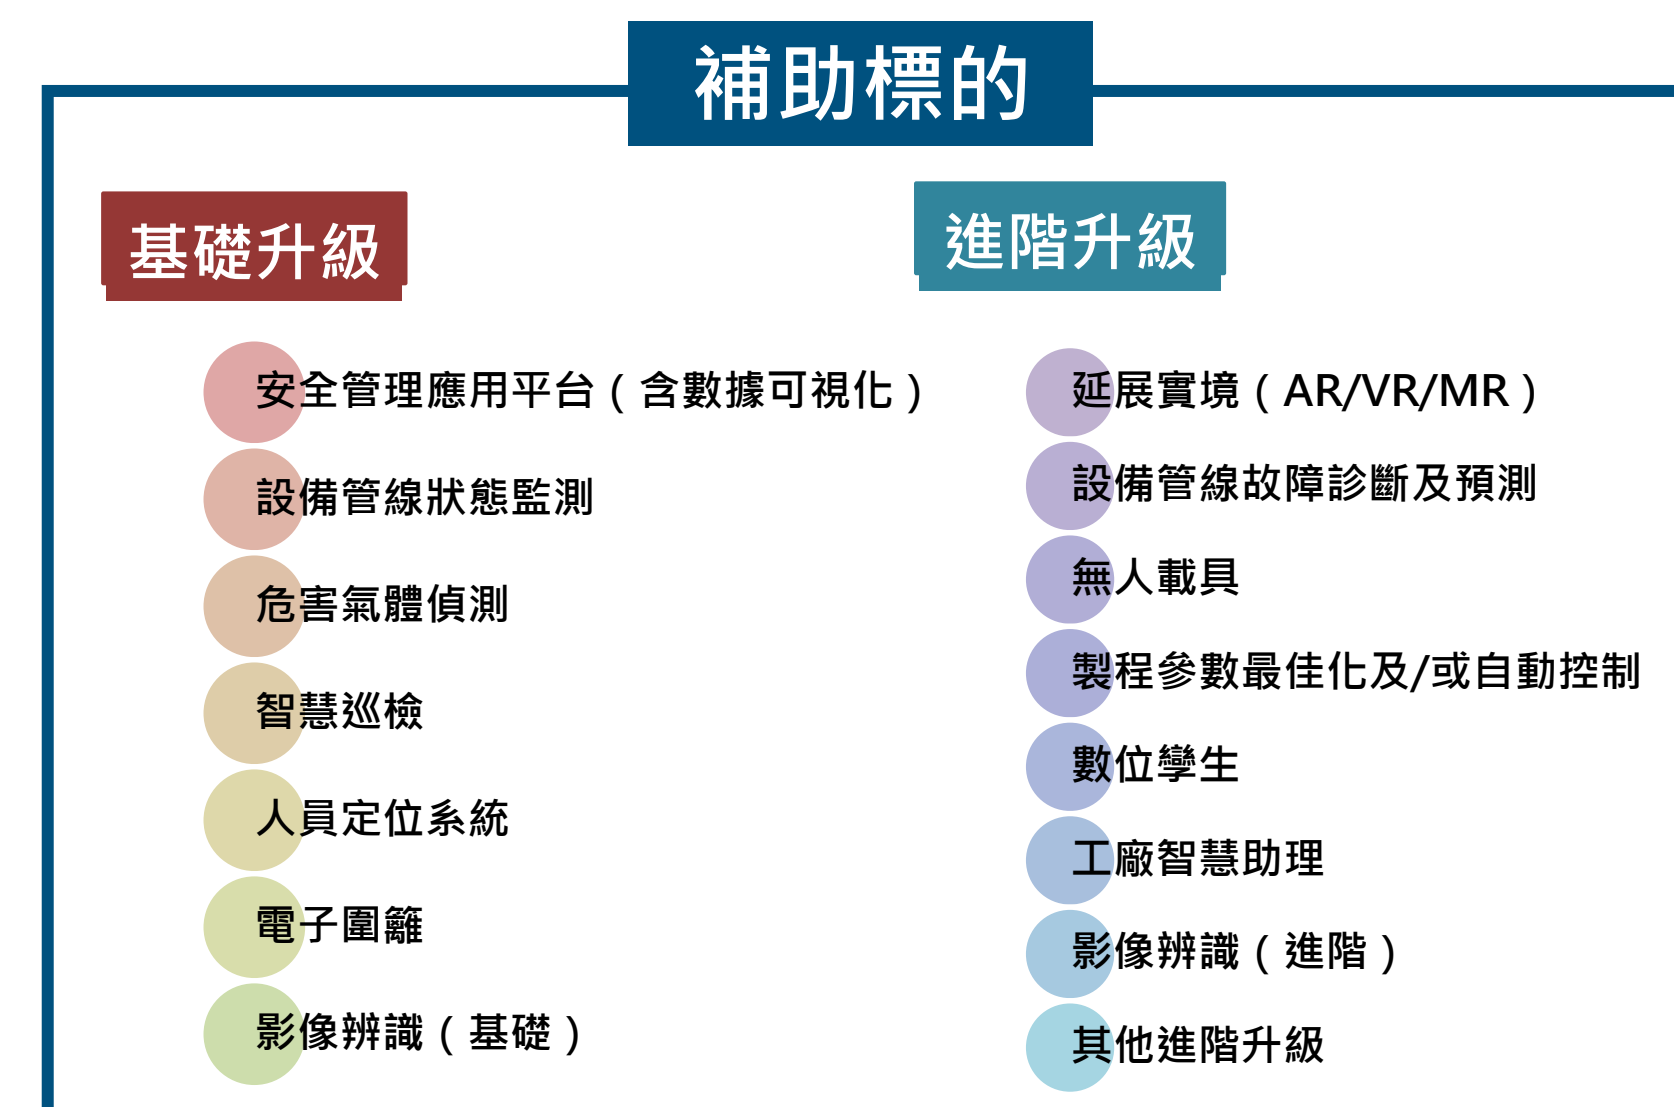 補助標的
基礎升級
安全管理應用平台（含數據可視化）
設備管線狀態監測
危害氣體偵測
智慧巡檢
人員定位系統
電子圍籬
影像辨識（基礎）
進階升級
延展實境（AR/VR/MR）
設備管線故障診斷及預測
無人載具
製程參數最佳化及/或自動控制
數位孿生
工廠智慧助理
影像辨識（進階）
其他進階升級